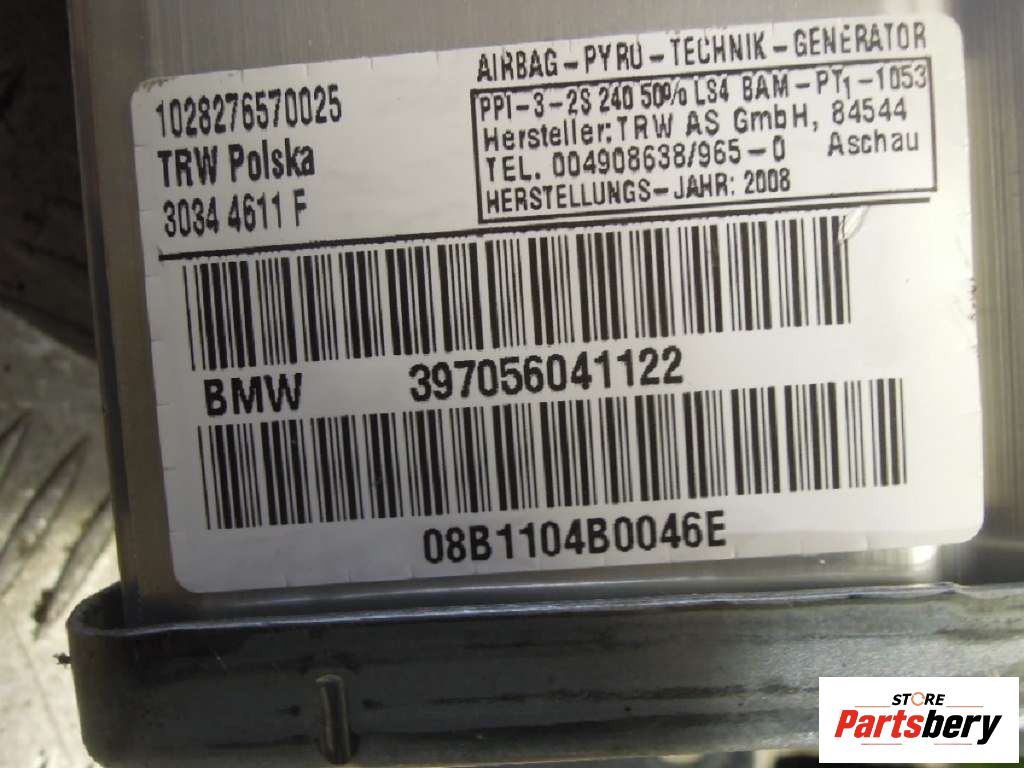 1028276570025
TRW Polska
3034 4611 F
AIRBAG-PYRO-TECHNIK-GENERATOR
PPI-3-2S 240 50% LS4 BAM-PT1-1053
Hersteller: TRW AS GmbH, 84544
TEL. 004908638/965-0 Aschau
HERSTELLUNGS-JAHR: 2008
BMW 397056041122
08B1104B0046E
STORE
Partsbery